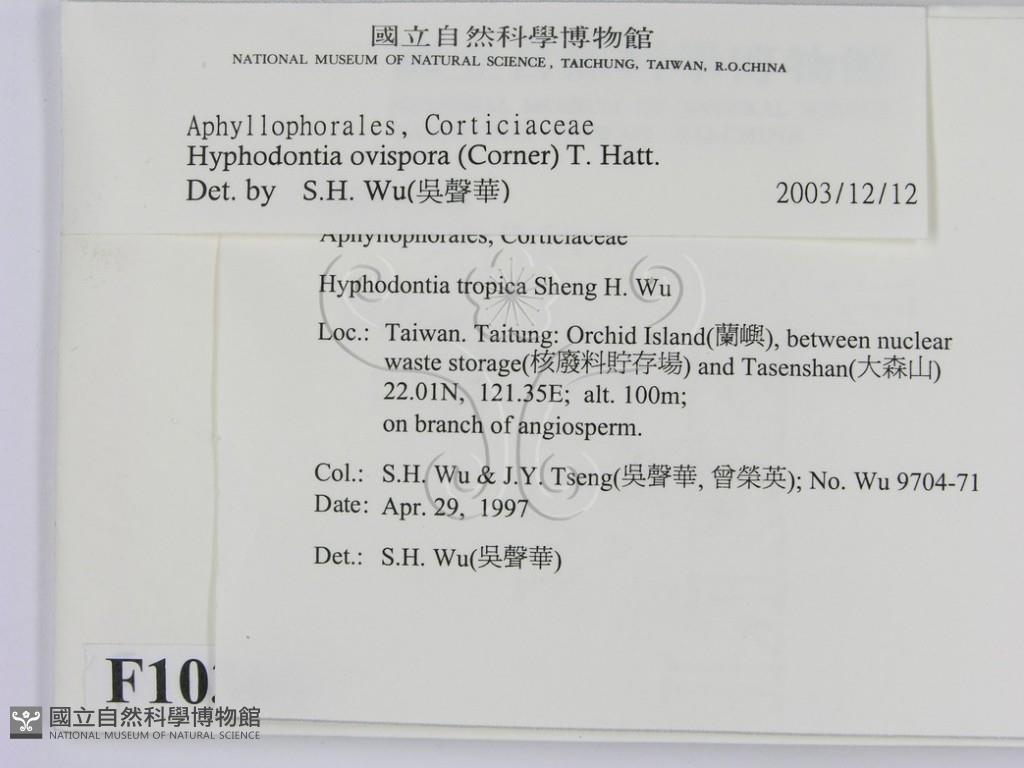 國立自然科學博物館
NATIONAL MUSEUM OF NATURAL SCIENCE, TAICHUNG, TAIWAN, R.O.CHINA
Aphyllophorales, Corticiaceae
Hyphodontia ovispora (Corner) T. Hatt.
Det. by S.H. Wu(吳聲華)
2003/12/12
Aphyllophorales, Corticiaceae
Hyphodontia tropica Sheng H. Wu
Loc.: Taiwan. Taitung: Orchid Island(蘭嶼), between nuclear
waste storage(核廢料貯存場) and Tasenshan(大森山)
22.01N, 121.35E; alt. 100m;
on branch of angiosperm.
Col.: S.H. Wu & J.Y. Tseng(吳聲華, 曾榮英); No. Wu 9704-71
Date: Apr. 29, 1997
Det.: S.H. Wu(吳聲華)
F10
國立自然科學博物館
NATIONAL MUSEUM OF NATURAL SCIENCE